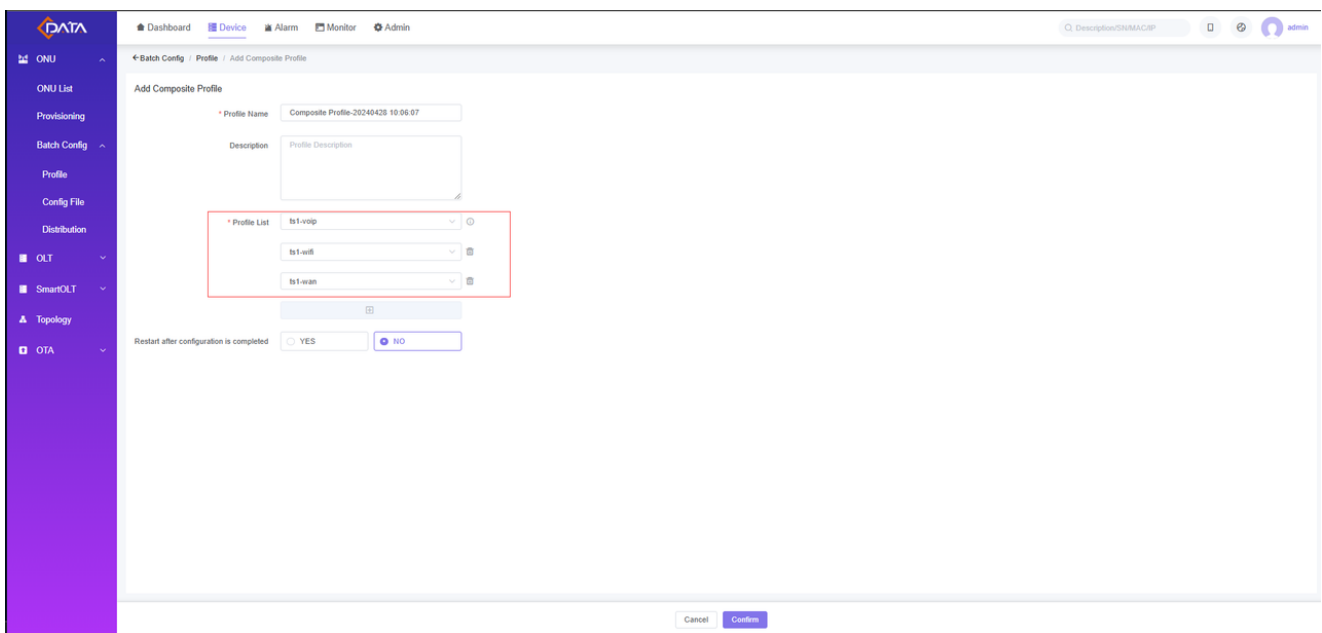 DATA
Dashboard Device Alarm Monitor Admin
Description/SN/MAC/IP
admin
ONU
ONU List
Provisioning
Batch Config
Profile
Config File
Distribution
OLT
SmartOLT
Topology
OTA
Batch Config / Profile / Add Composite Profile
Add Composite Profile
* Profile Name Composite Profile-20240428 10:06:07
Description Profile Description
* Profile List ts1-voip
ts1-wifi
ts1-wan
Restart after configuration is completed YES NO
Cancel Confirm